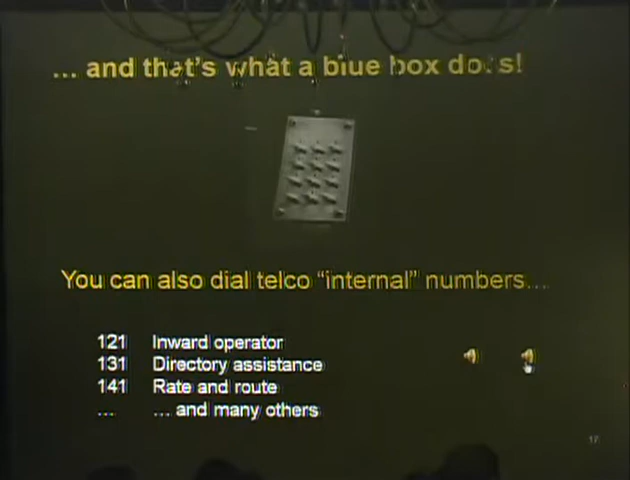 ... and that's what a blue box does!
You can also dial telco "internal" numbers...
121 Inward operator
131 Directory assistance
141 Rate and route
... ... and many others